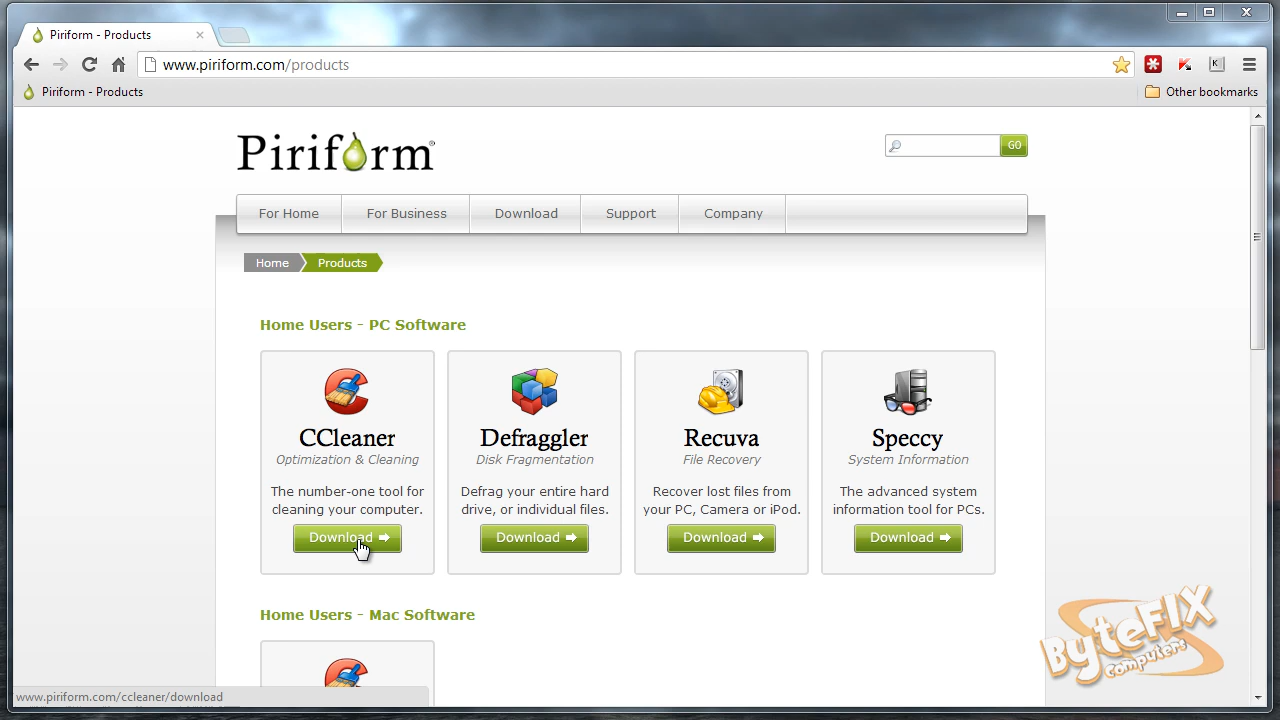 Piriform - Products
www.piriform.com/products
Piriform - Products
Other bookmarks
Piriform®
GO
For Home
For Business
Download
Support
Company
Home
Products
Home Users - PC Software
CCleaner
Optimization & Cleaning
The number-one tool for
cleaning your computer.
Download
Defraggler
Disk Fragmentation
Defrag your entire hard
drive, or individual files.
Download
Recuva
File Recovery
Recover lost files from
your PC, Camera or iPod.
Download
Speccy
System Information
The advanced system
information tool for PCs.
Download
Home Users - Mac Software
ByteFIX
Computers
www.piriform.com/ccleaner/download